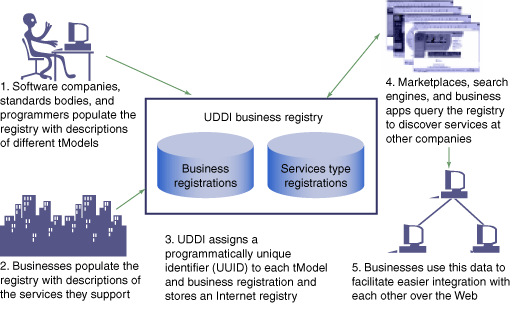 1. Software companies,
standards bodies, and
programmers populate the
registry with descriptions
of different tModels
UDDI business registry
Business
registrations
Services type
registrations
2. Businesses populate the
registry with descriptions of
the services they support
3. UDDI assigns a
programmatically unique
identifier (UUID) to each tModel
and business registration and
stores an Internet registry
4. Marketplaces, search
engines, and business
apps query the registry
to discover services at
other companies
5. Businesses use this data to
facilitate easier integration with
each other over the Web